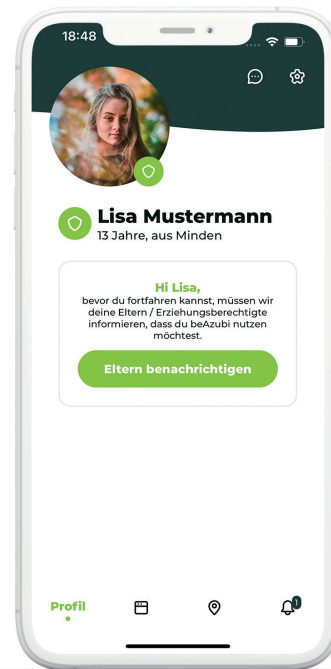 18:48
Lisa Mustermann
13 Jahre, aus Minden
Hi Lisa,
bevor du fortfahren kannst, müssen wir
deine Eltern / Erziehungsberechtigte
informieren, dass du beAzubi nutzen
möchtest.
Eltern benachrichtigen
Profil
1